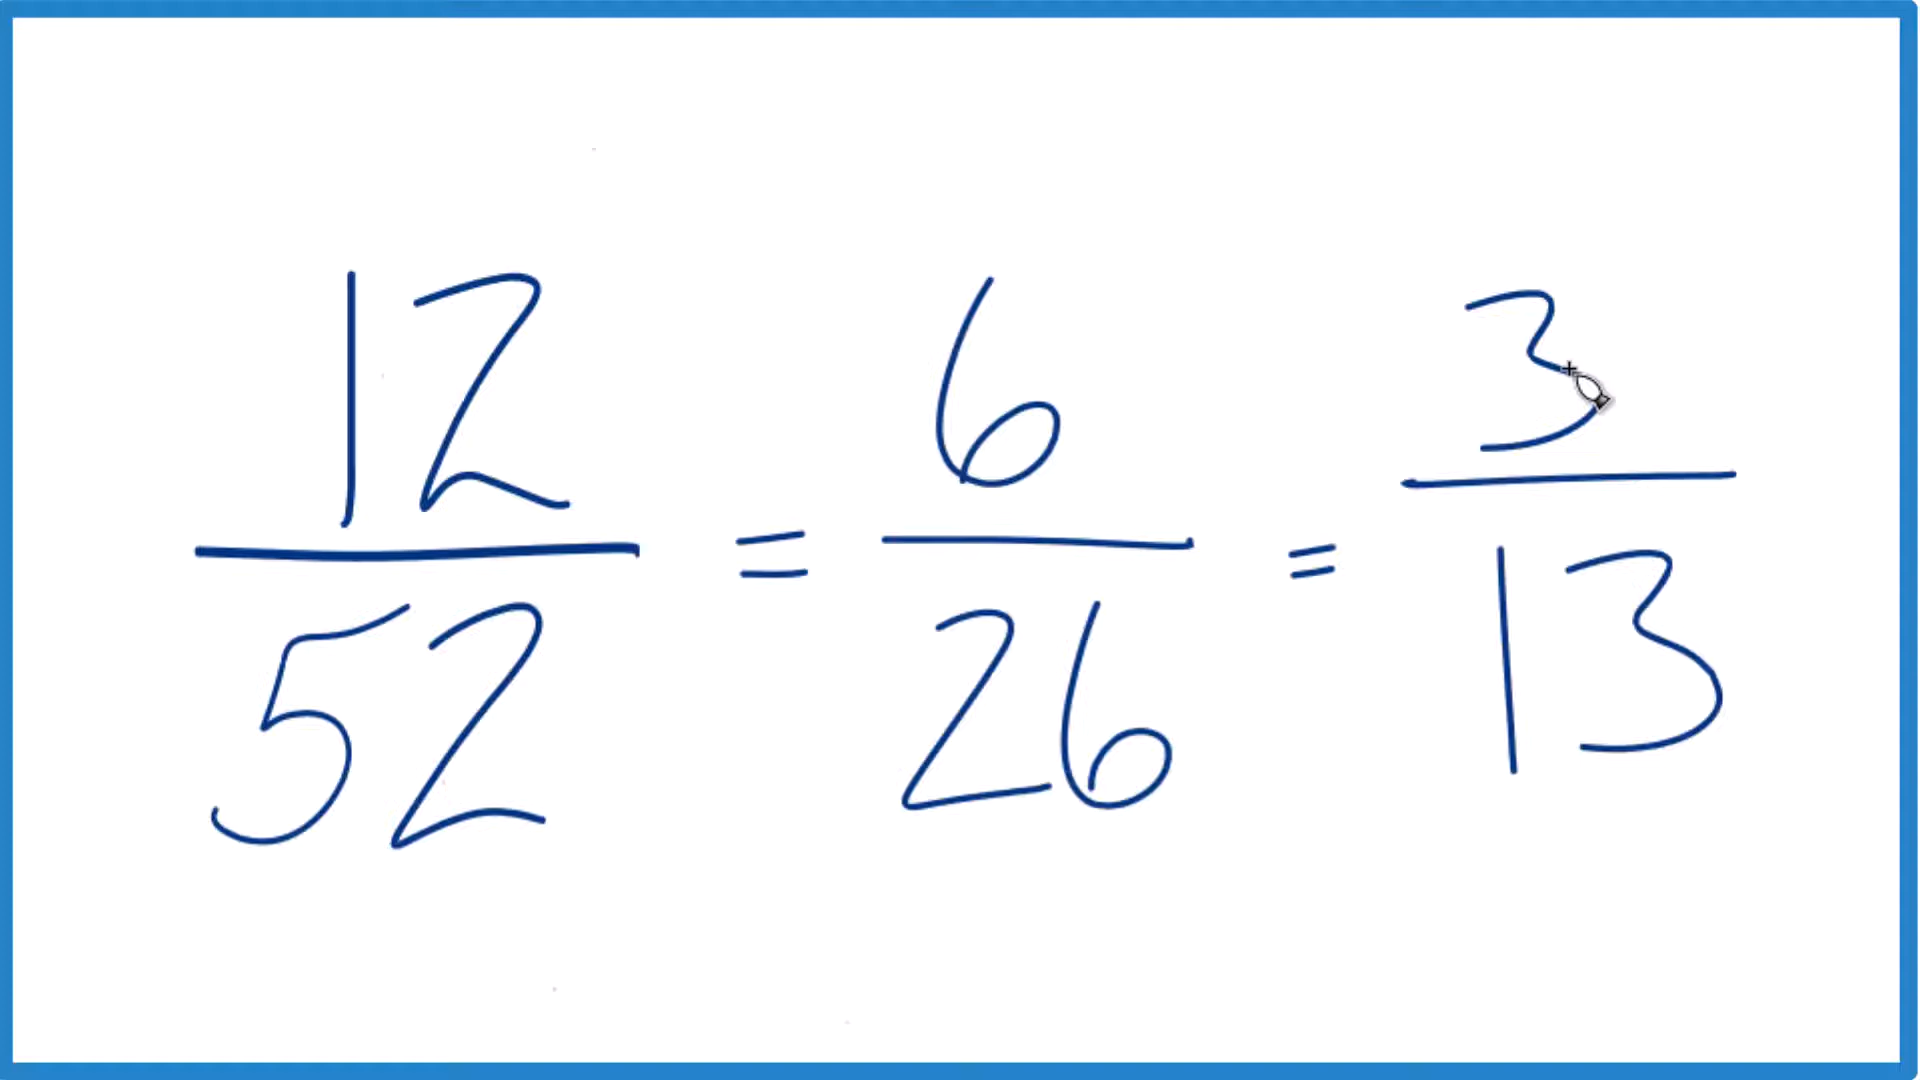 12/52 = 6/26 = 3/13